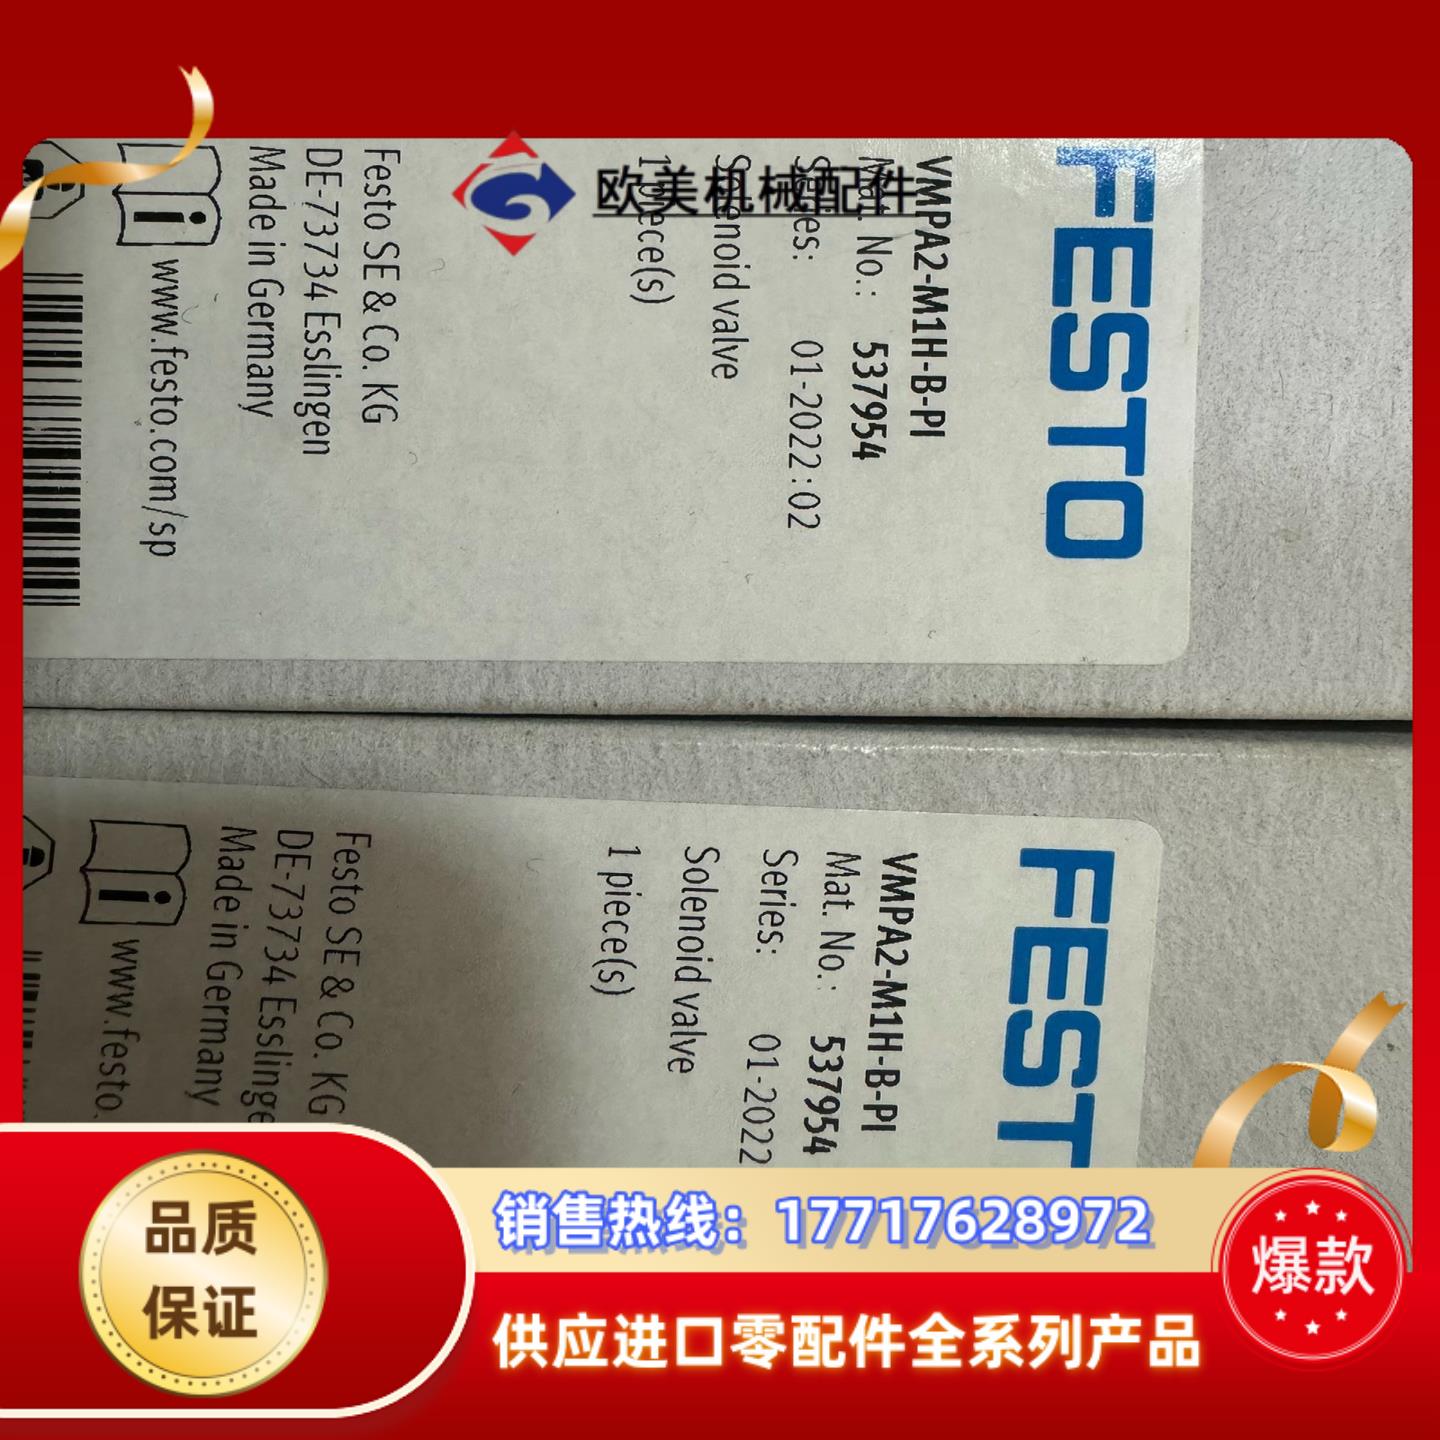 欧美机械配件
FESTO
VMPA2-M1H-B-PI
Mat. No.: 537954
Series: 01-2022:02
Solenoid valve
1 piece(s)
Festo SE & Co. KG
DE-73734 Esslingen
Made in Germany
www.festo.com/sp
FEST
VMPA2-M1H-B-PI
Mat. No.: 537954
Series: 01-2022
Solenoid valve
1 piece(s)
Festo SE & Co. KG
DE-73734 Esslinge
Made in Germany
www.festo.
品质
保证
销售热线：17717628972
供应进口零配件全系列产品
爆款